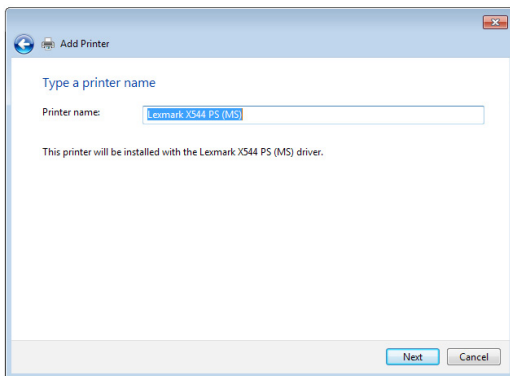 Add Printer
Type a printer name
Printer name: Lexmark X544 PS (MS)
This printer will be installed with the Lexmark X544 PS (MS) driver.
Next Cancel